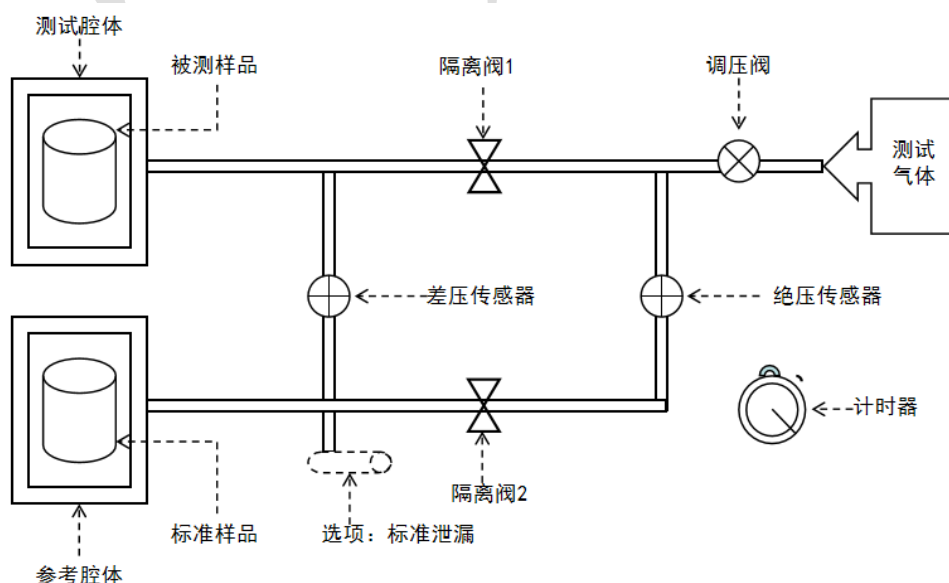 测试腔体
被测样品
隔离阀1
调压阀
测试
气体
差压传感器
绝压传感器
计时器
隔离阀2
标准样品
选项：标准泄漏
参考腔体